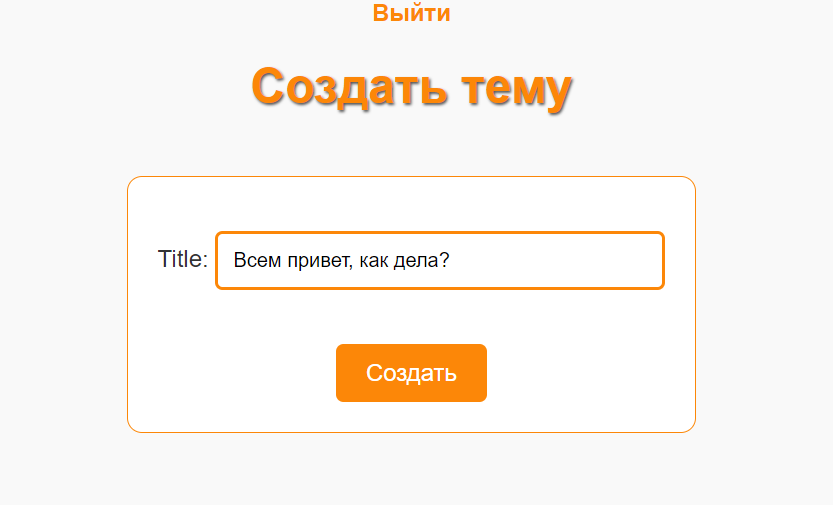 Выйти
Создать тему
Title: Всем привет, как дела?
Создать